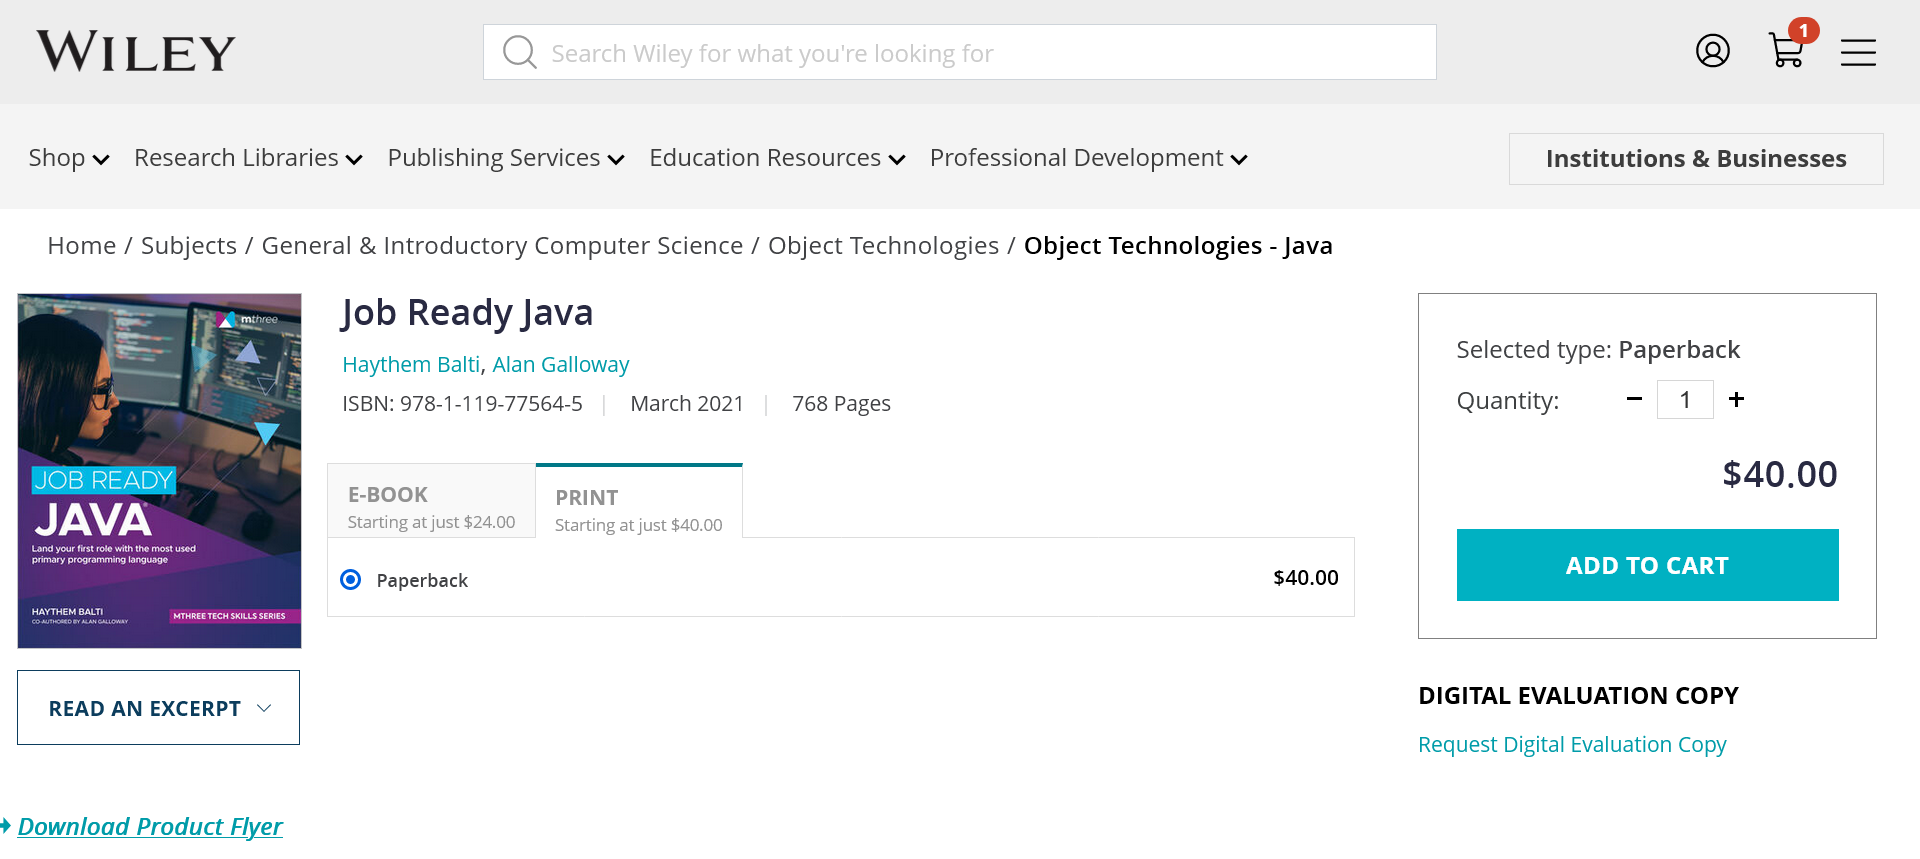 WILEY
Search Wiley for what you're looking for
1
Shop
Research Libraries
Publishing Services
Education Resources
Professional Development
Institutions & Businesses
Home / Subjects / General & Introductory Computer Science / Object Technologies / Object Technologies - Java
mthree
JOB READY
JAVA
Land your first role with the most used
primary programming language
HAYTHEM BALTI
CO-AUTHORED BY ALAN GALLOWAY
MTHREE TECH SKILLS SERIES
READ AN EXCERPT
Download Product Flyer
Job Ready Java
Haythem Balti, Alan Galloway
ISBN: 978-1-119-77564-5 | March 2021 | 768 Pages
E-BOOK
Starting at just $24.00
PRINT
Starting at just $40.00
Paperback
$40.00
Selected type: Paperback
Quantity: 1
$40.00
ADD TO CART
DIGITAL EVALUATION COPY
Request Digital Evaluation Copy